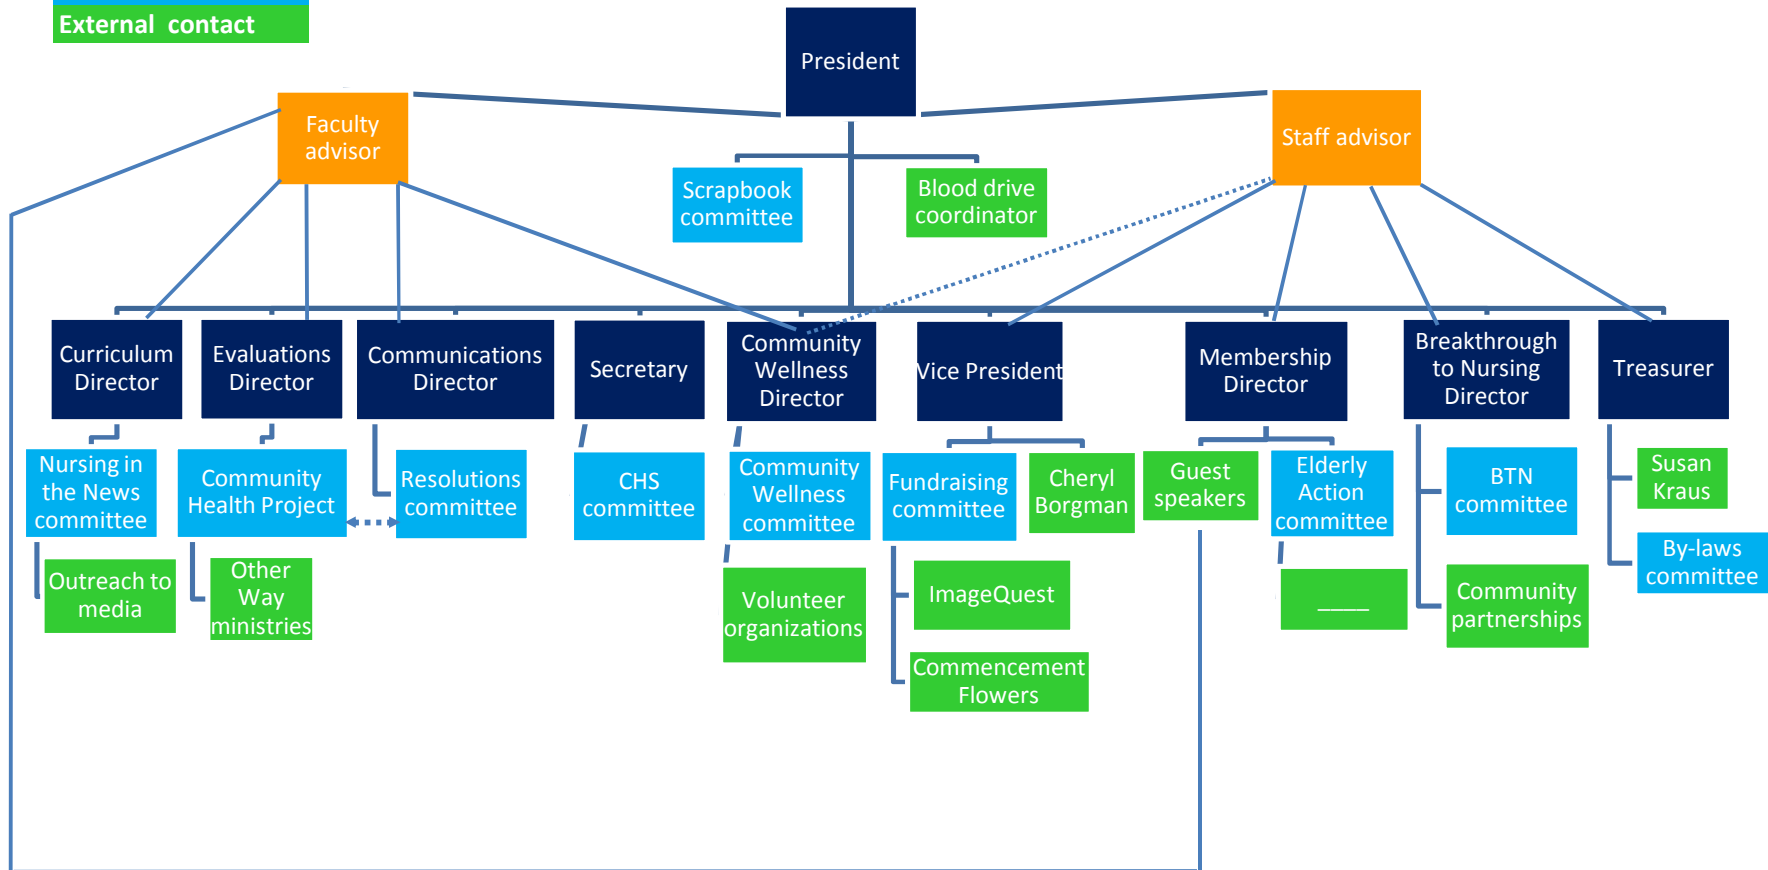 External contact
President
Faculty
advisor
Staff advisor
Scrapbook
committee
Blood drive
coordinator
Curriculum
Director
Evaluations
Director
Communications
Director
Secretary
Community
Wellness
Director
Vice President
Membership
Director
Breakthrough
to Nursing
Director
Treasurer
Nursing in
the News
committee
Community
Health Project
Resolutions
committee
CHS
committee
Community
Wellness
committee
Fundraising
committee
Cheryl
Borgman
Guest
speakers
Elderly
Action
committee
BTN
committee
Susan
Kraus
By-laws
committee
Outreach to
media
Other
Way
ministries
Volunteer
organizations
ImageQuest
____
Community
partnerships
Commencement
Flowers